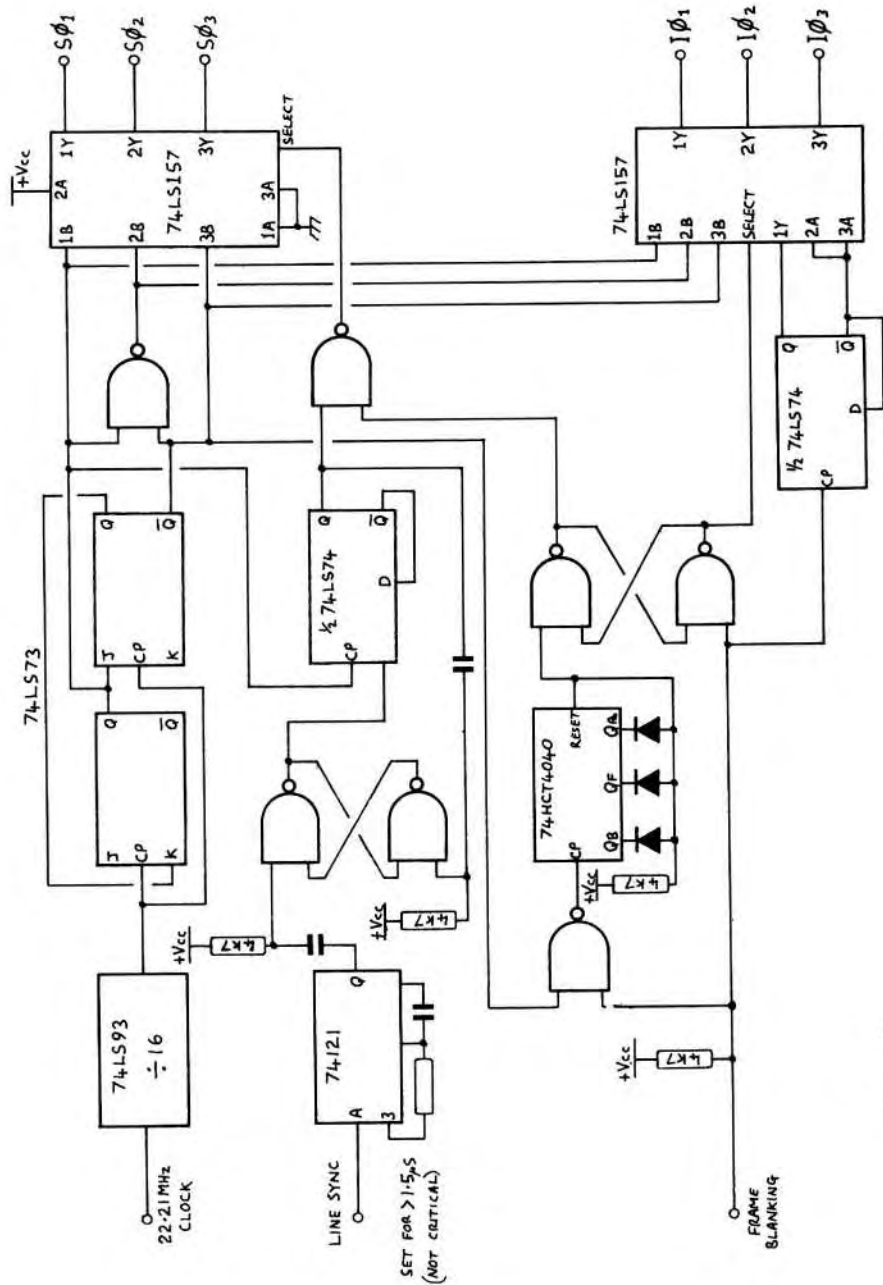 22·21MHz
CLOCK
74LS93
÷16
74LS73
J
CP
K
Q
Q̅
J
CP
K
Q
Q̅
+Vcc
1B
2A
1Y
Sø1
2B
74LS157
2Y
Sø2
3B
3Y
Sø3
1A
3A
SELECT
LINE SYNC
A
74121
Q
3
SET FOR >1·5µS
(NOT CRITICAL)
+Vcc
4K7
+Vcc
4K7
CP
½ 74LS74
Q
Q̅
D
FRAME
BLANKING
+Vcc
4K7
CP
74HCT4040
RESET
QB
QF
+Vcc
4K7
CP
½ 74LS74
Q
Q̅
D
1B
2B
3B
SELECT
1Y
2A
3A
74LS157
1Y
Iø1
2Y
Iø2
3Y
Iø3